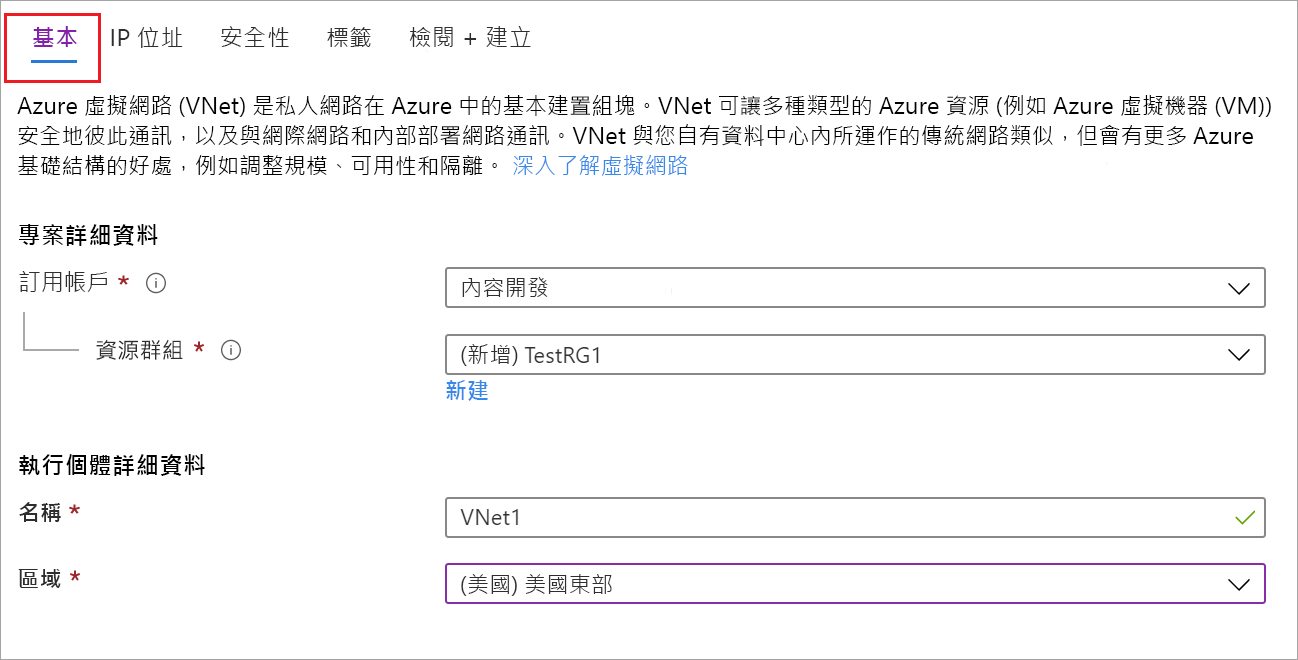 基本 IP 位址 安全性 標籤 檢閱 + 建立
Azure 虛擬網路 (VNet) 是私人網路在 Azure 中的基本建置組塊。VNet 可讓多種類型的 Azure 資源 (例如 Azure 虛擬機器 (VM))
安全地彼此通訊，以及與網際網路和內部部署網路通訊。VNet 與您自有資料中心內所運作的傳統網路類似，但會有更多 Azure
基礎結構的好處，例如調整規模、可用性和隔離。 深入了解虛擬網路
專案詳細資料
訂用帳戶 * 內容開發
資源群組 * (新增) TestRG1
新建
執行個體詳細資料
名稱 * VNet1
區域 * (美國) 美國東部